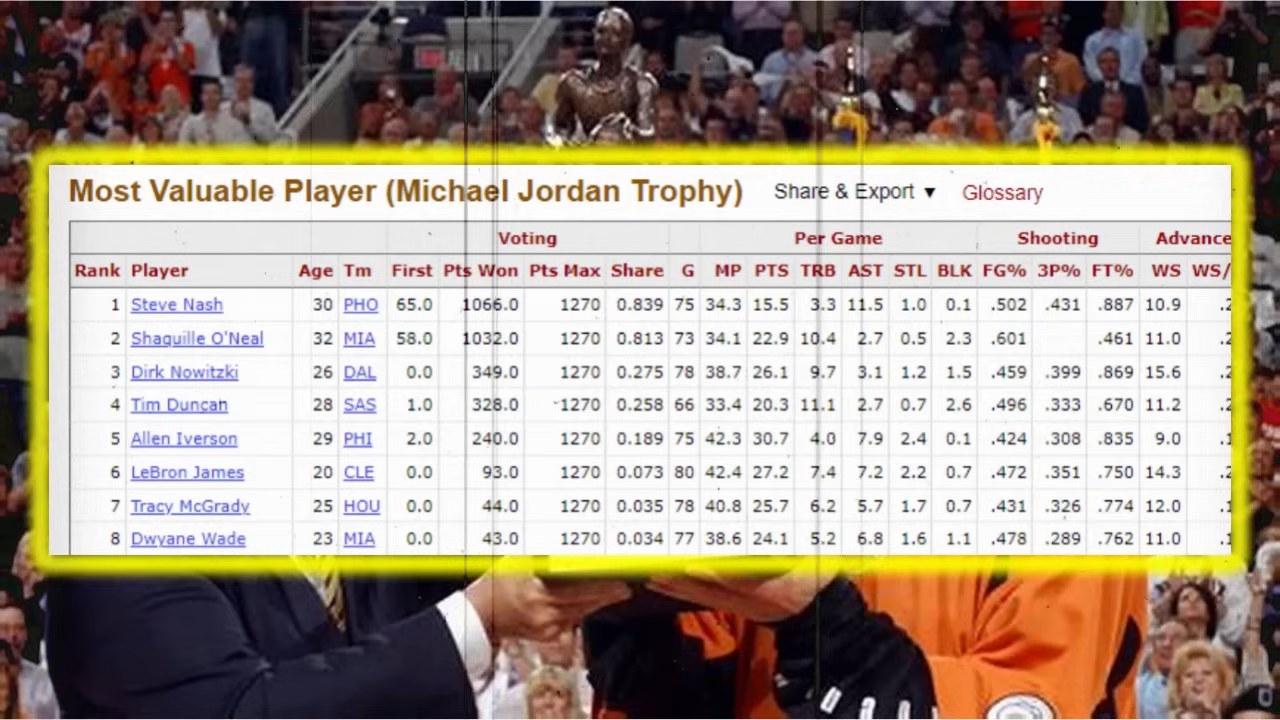 Most Valuable Player (Michael Jordan Trophy) Share & Export ▼ Glossary
Voting Per Game Shooting Advance
Rank Player Age Tm First Pts Won Pts Max Share G MP PTS TRB AST STL BLK FG% 3P% FT% WS WS/
1 Steve Nash 30 PHO 65.0 1066.0 1270 0.839 75 34.3 15.5 3.3 11.5 1.0 0.1 .502 .431 .887 10.9 .2
2 Shaquille O'Neal 32 MIA 58.0 1032.0 1270 0.813 73 34.1 22.9 10.4 2.7 0.5 2.3 .601 .461 11.0 .2
3 Dirk Nowitzki 26 DAL 0.0 349.0 1270 0.275 78 38.7 26.1 9.7 3.1 1.2 1.5 .459 .399 .869 15.6 .2
4 Tim Duncan 28 SAS 1.0 328.0 1270 0.258 66 33.4 20.3 11.1 2.7 0.7 2.6 .496 .333 .670 11.2 .2
5 Allen Iverson 29 PHI 2.0 240.0 1270 0.189 75 42.3 30.7 4.0 7.9 2.4 0.1 .424 .308 .835 9.0 .1
6 LeBron James 20 CLE 0.0 93.0 1270 0.073 80 42.4 27.2 7.4 7.2 2.2 0.7 .472 .351 .750 14.3 .2
7 Tracy McGrady 25 HOU 0.0 44.0 1270 0.035 78 40.8 25.7 6.2 5.7 1.7 0.7 .431 .326 .774 12.0 .1
8 Dwyane Wade 23 MIA 0.0 43.0 1270 0.034 77 38.6 24.1 5.2 6.8 1.6 1.1 .478 .289 .762 11.0 .1